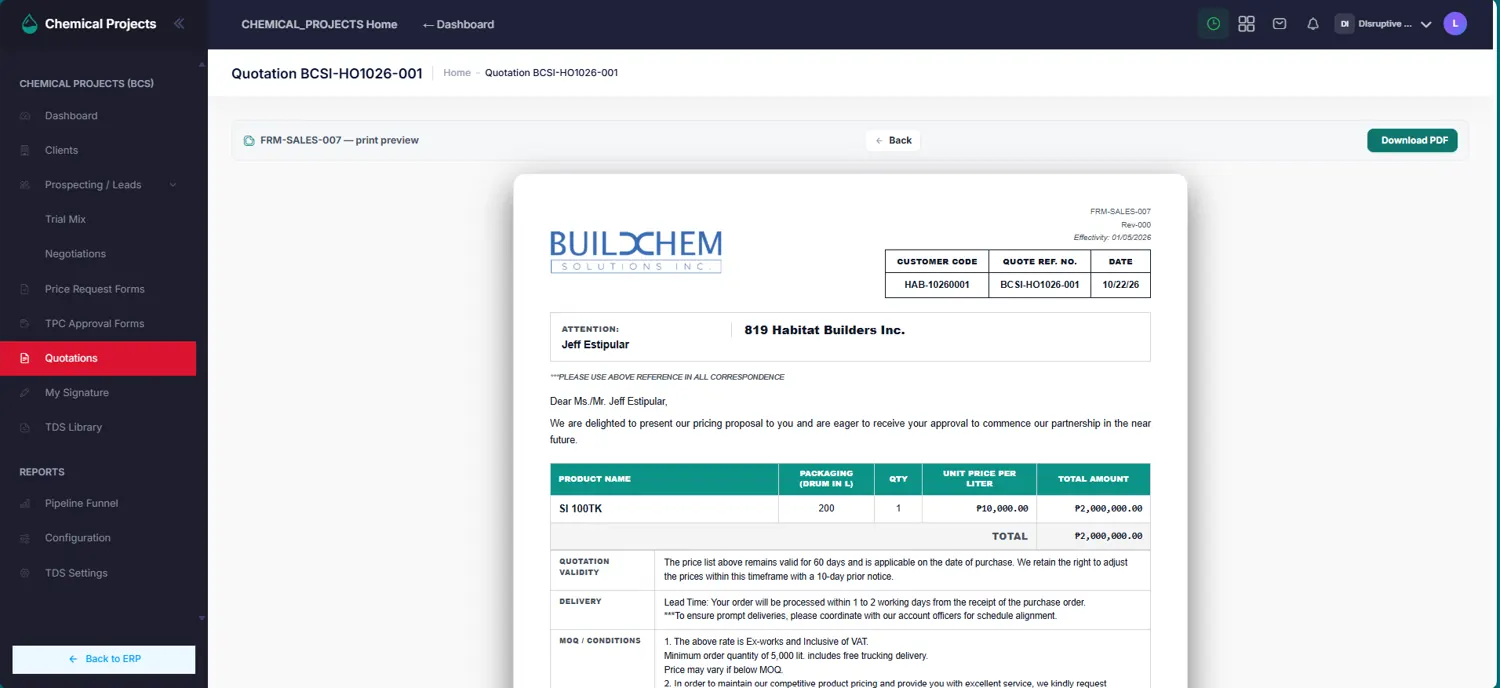 Chemical Projects
CHEMICAL_PROJECTS Home
← Dashboard
DI
DIsruptive ...
L
CHEMICAL PROJECTS (BCS)
Dashboard
Clients
Prospecting / Leads
Trial Mix
Negotiations
Price Request Forms
TPC Approval Forms
Quotations
My Signature
TDS Library
REPORTS
Pipeline Funnel
Configuration
TDS Settings
← Back to ERP
Quotation BCSI-HO1026-001
Home - Quotation BCSI-HO1026-001
FRM-SALES-007 — print preview
← Back
Download PDF
BUILDCHEM
SOLUTIONS INC.
FRM-SALES-007
Rev-000
Effectivity: 01/05/2026
CUSTOMER CODE QUOTE REF. NO. DATE
HAB-10260001 BCSI-HO1026-001 10/22/26
ATTENTION:
Jeff Estipular
819 Habitat Builders Inc.
***PLEASE USE ABOVE REFERENCE IN ALL CORRESPONDENCE
Dear Ms./Mr. Jeff Estipular,
We are delighted to present our pricing proposal to you and are eager to receive your approval to commence our partnership in the near
future.
PRODUCT NAME
PACKAGING
(DRUM IN L)
QTY
UNIT PRICE PER
LITER
TOTAL AMOUNT
SI 100TK 200 1 ₱10,000.00 ₱2,000,000.00
TOTAL ₱2,000,000.00
QUOTATION
VALIDITY
The price list above remains valid for 60 days and is applicable on the date of purchase. We retain the right to adjust
the prices within this timeframe with a 10-day prior notice.
DELIVERY
Lead Time: Your order will be processed within 1 to 2 working days from the receipt of the purchase order.
***To ensure prompt deliveries, please coordinate with our account officers for schedule alignment.
MOQ / CONDITIONS
1. The above rate is Ex-works and Inclusive of VAT.
Minimum order quantity of 5,000 lit. includes free trucking delivery.
Price may vary if below MOQ.
2. In order to maintain our competitive product pricing and provide you with excellent service, we kindly request